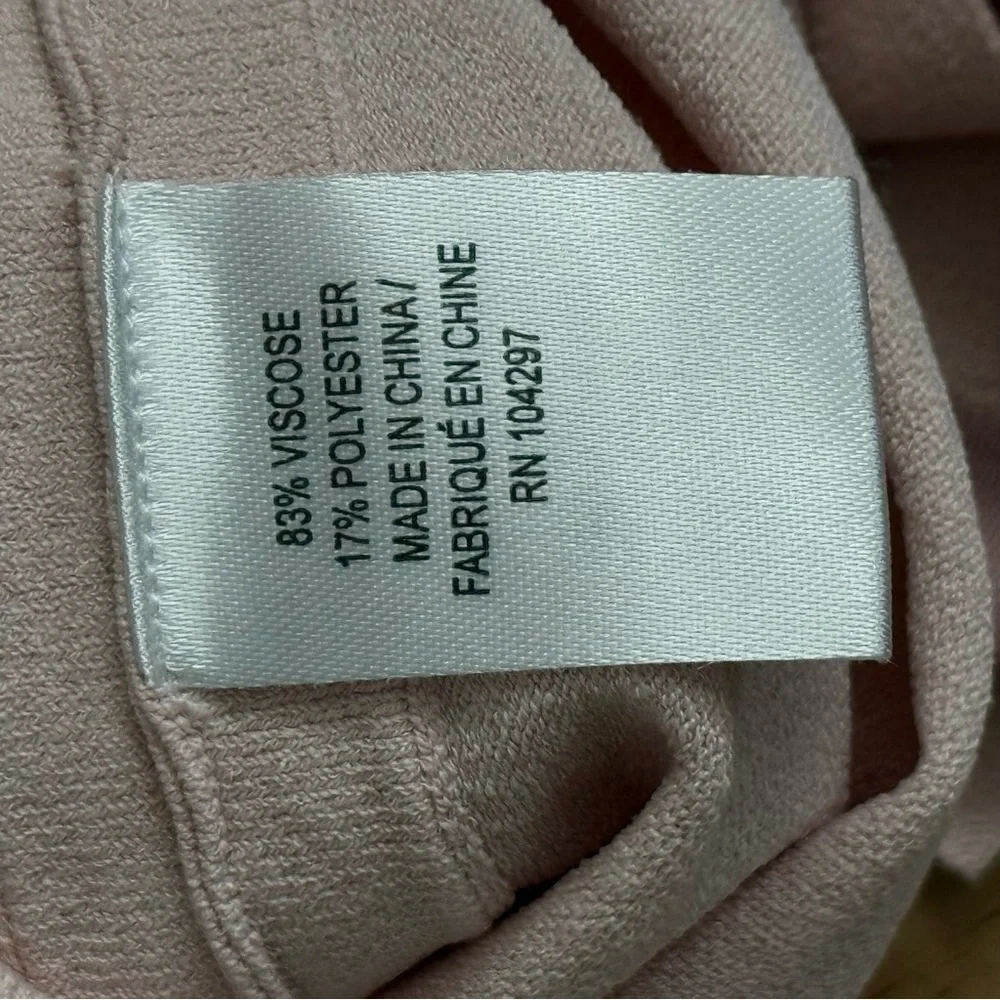 83% VISCOSE
17% POLYESTER
MADE IN CHINA/
FABRIQUÉ EN CHINE
RN 104297